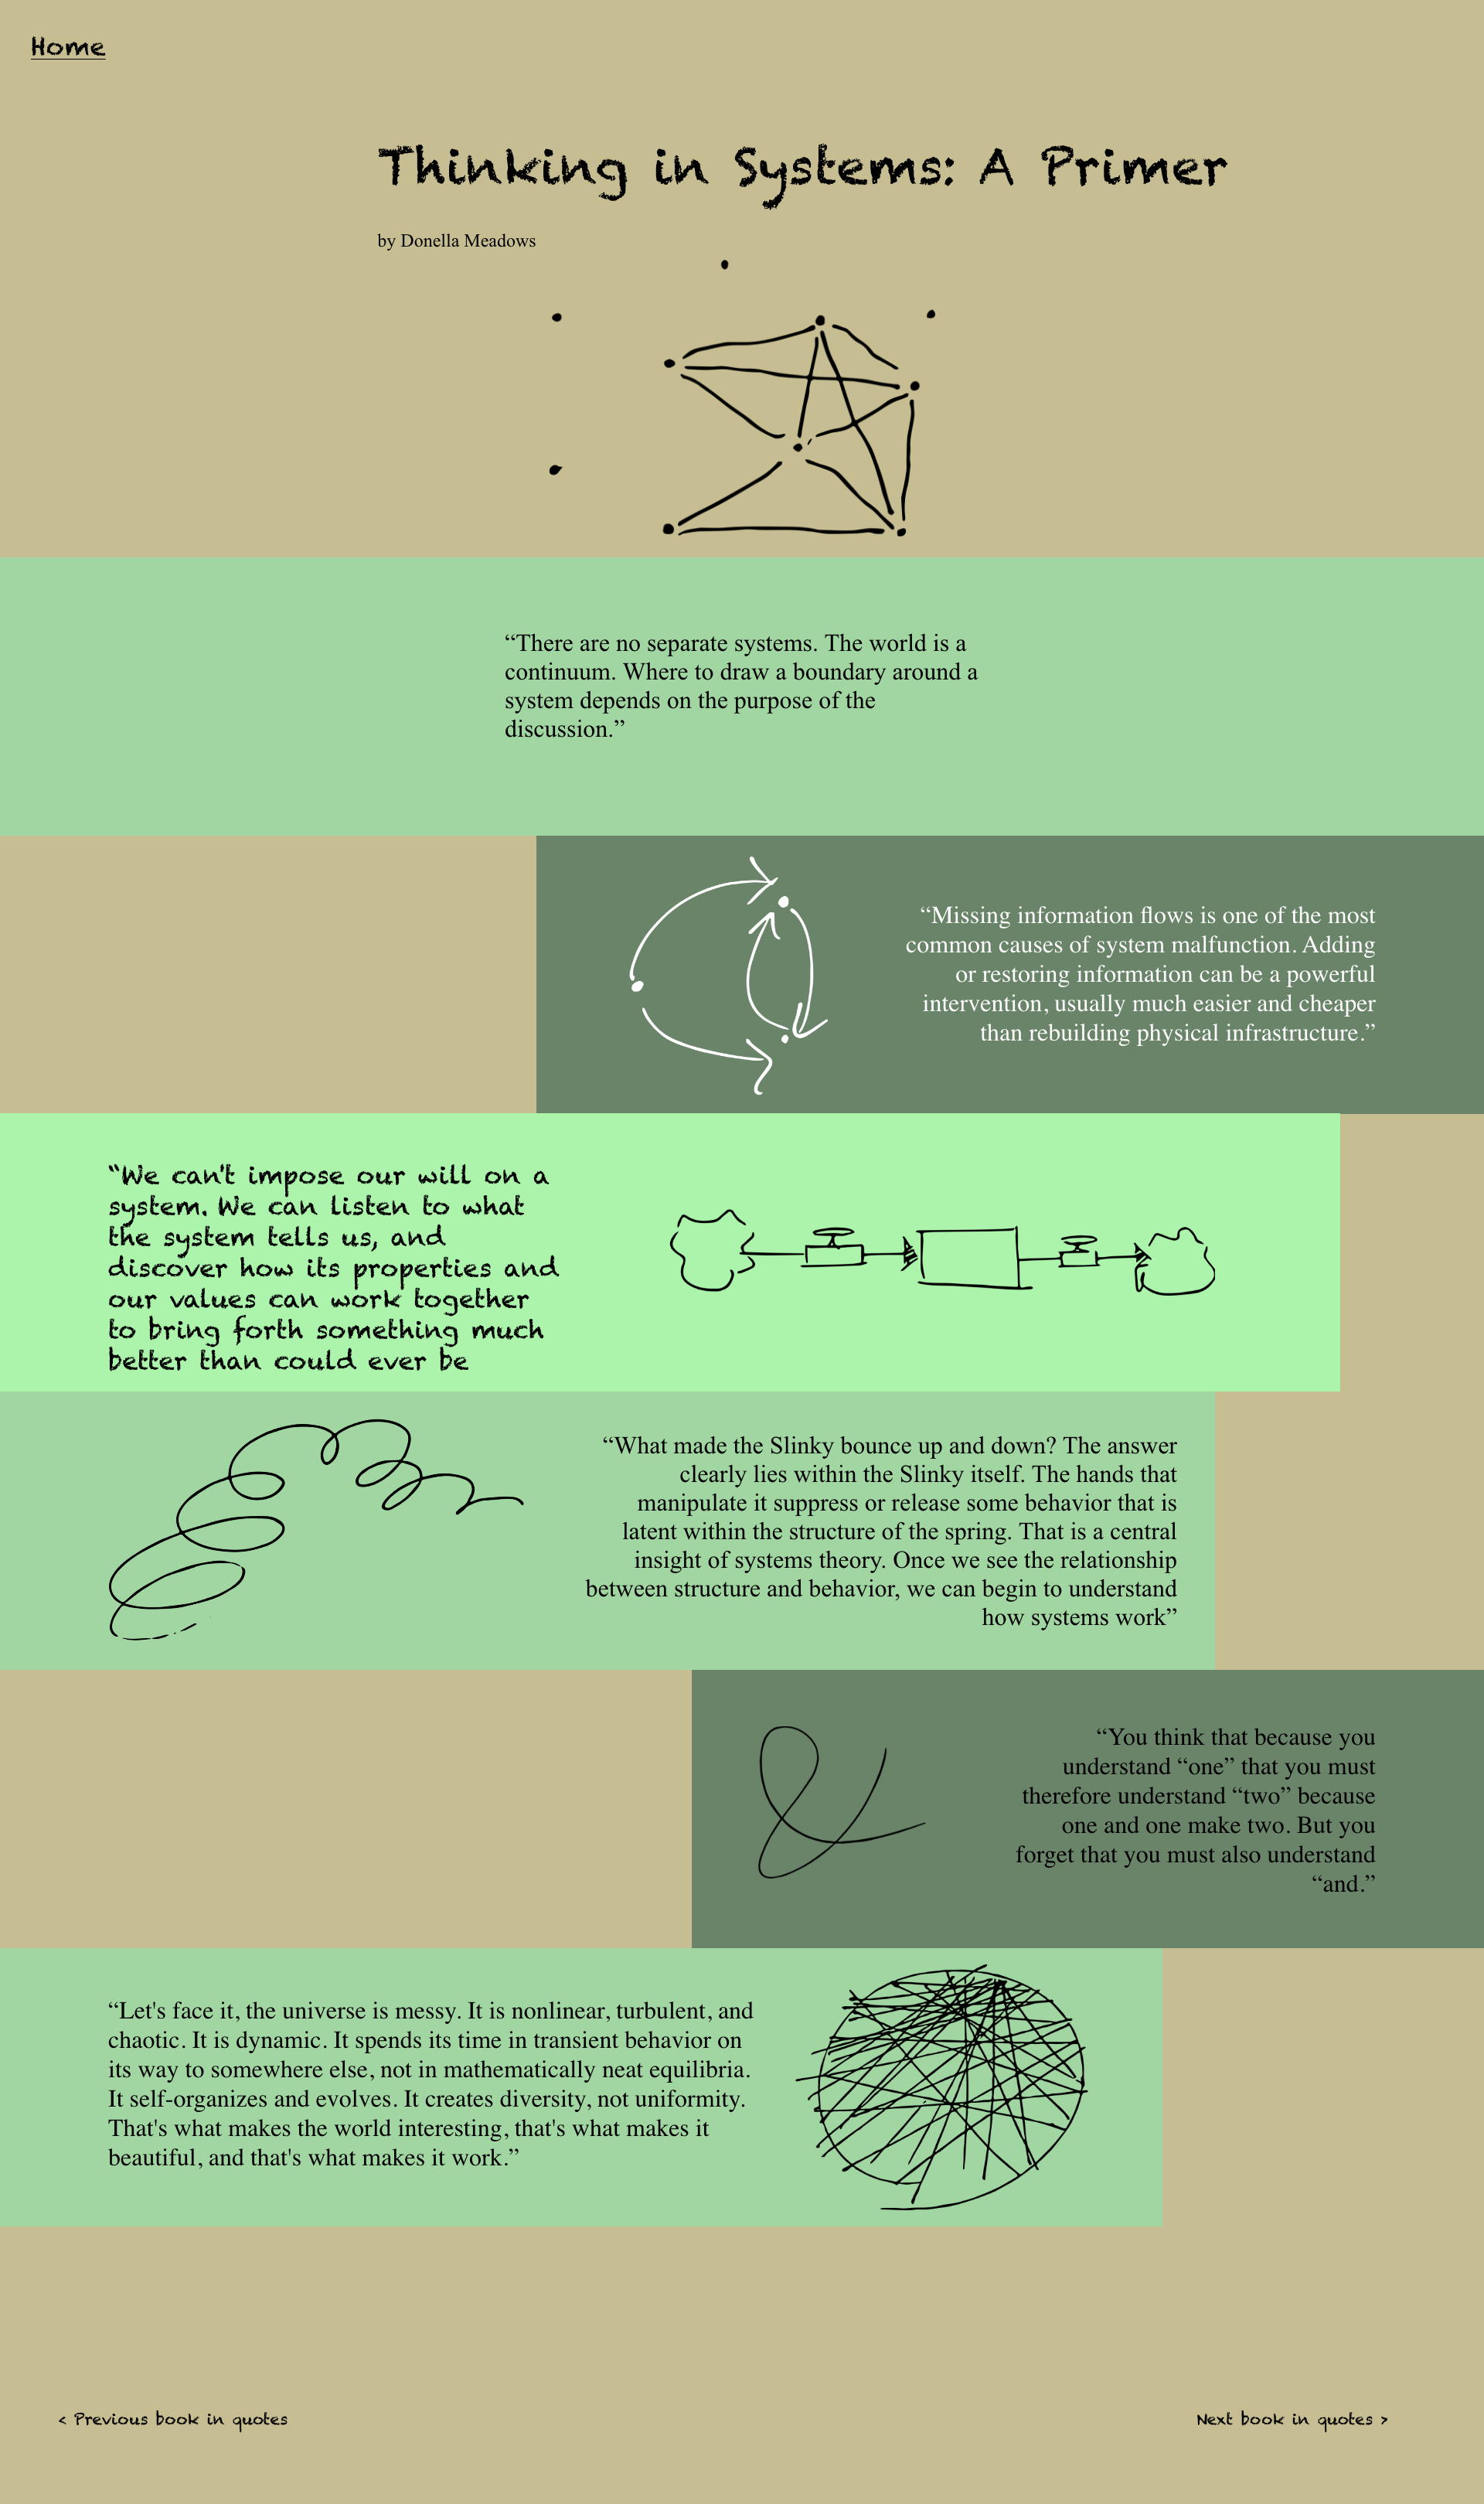 Home
Thinking in Systems: A Primer
by Donella Meadows
“There are no separate systems. The world is a
continuum. Where to draw a boundary around a
system depends on the purpose of the
discussion.”
“Missing information flows is one of the most
common causes of system malfunction. Adding
or restoring information can be a powerful
intervention, usually much easier and cheaper
than rebuilding physical infrastructure.”
“We can't impose our will on a
system. We can listen to what
the system tells us, and
discover how its properties and
our values can work together
to bring forth something much
better than could ever be
“What made the Slinky bounce up and down? The answer
clearly lies within the Slinky itself. The hands that
manipulate it suppress or release some behavior that is
latent within the structure of the spring. That is a central
insight of systems theory. Once we see the relationship
between structure and behavior, we can begin to understand
how systems work”
“You think that because you
understand “one” that you must
therefore understand “two” because
one and one make two. But you
forget that you must also understand
“and.”
“Let's face it, the universe is messy. It is nonlinear, turbulent, and
chaotic. It is dynamic. It spends its time in transient behavior on
its way to somewhere else, not in mathematically neat equilibria.
It self-organizes and evolves. It creates diversity, not uniformity.
That's what makes the world interesting, that's what makes it
beautiful, and that's what makes it work.”
< Previous book in quotes
Next book in quotes >